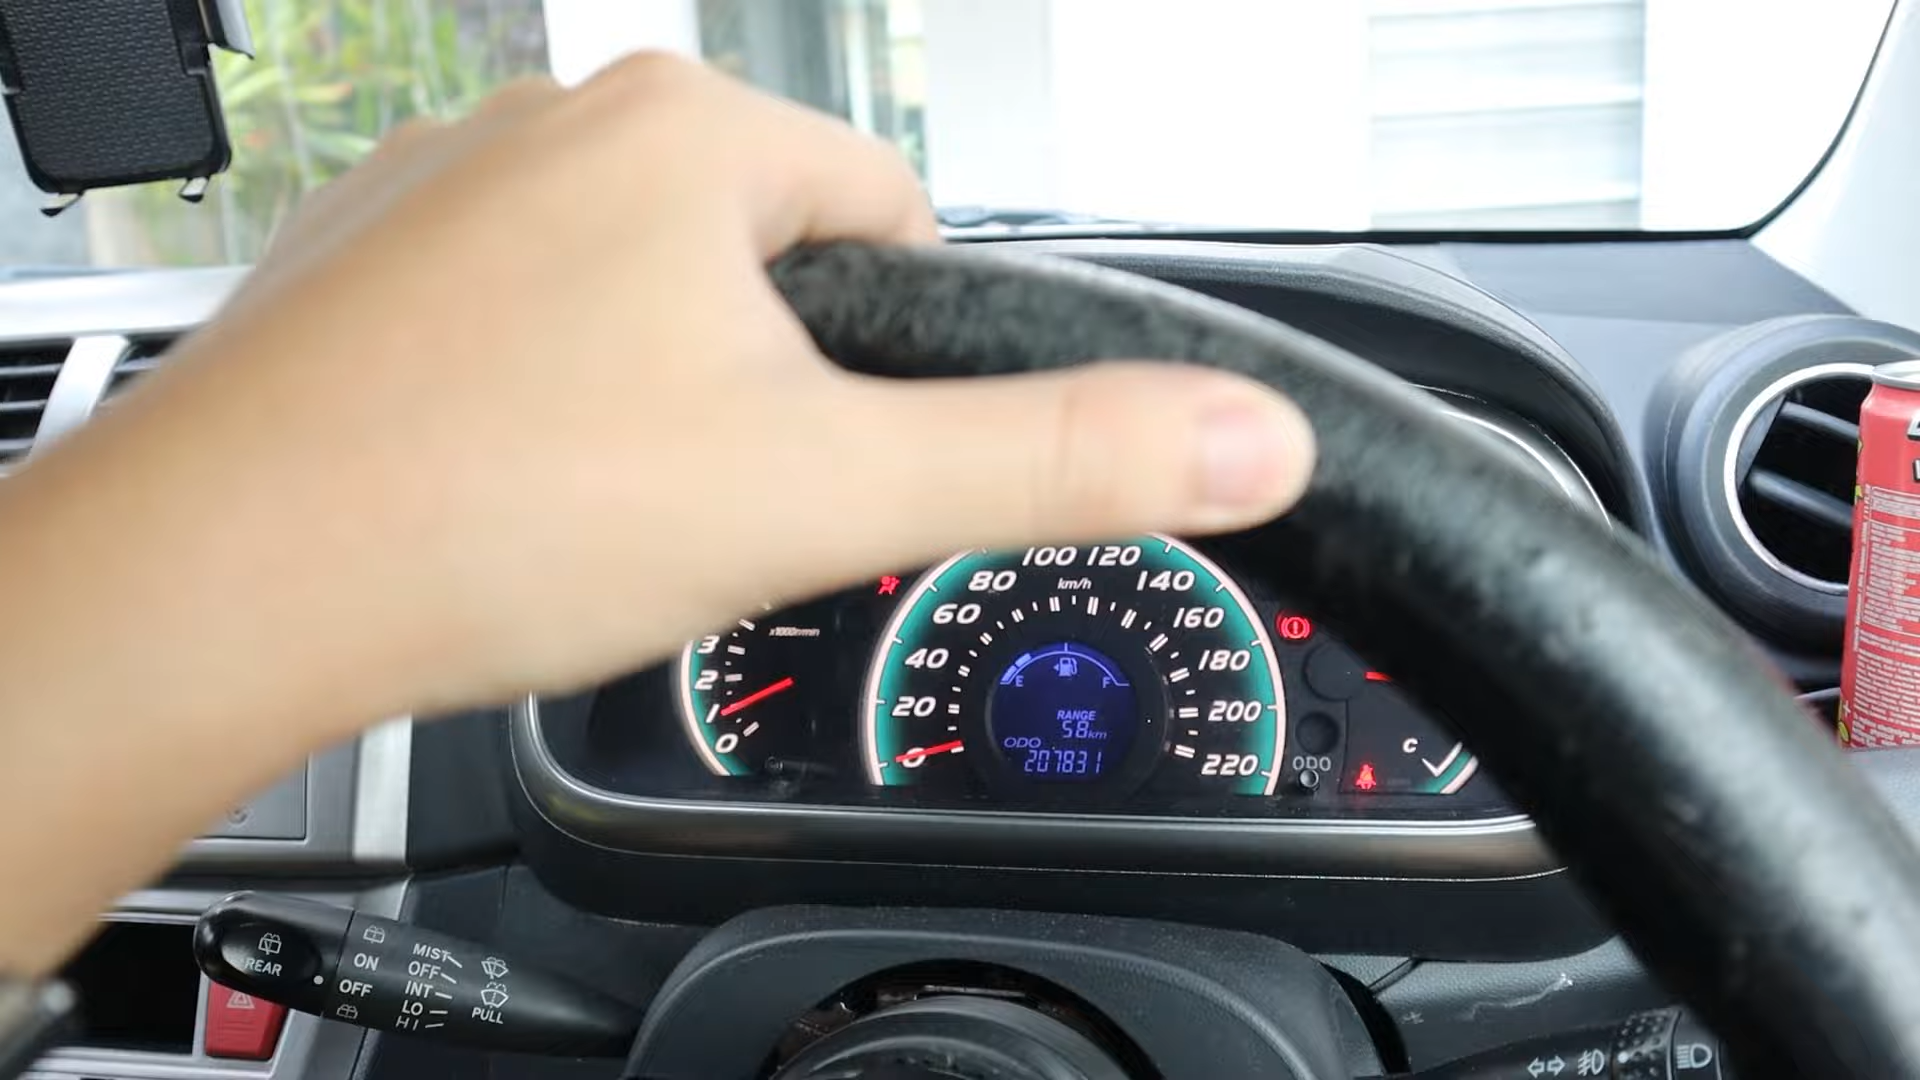 100 120
80 km/h 140
60 160
40 180
20 200
0 220
x1000r/min
3
2
1
0
E F
RANGE
58km
ODO
207831
ODO
C
REAR
ON
OFF
MIST
OFF
INT
LO
HI
PULL